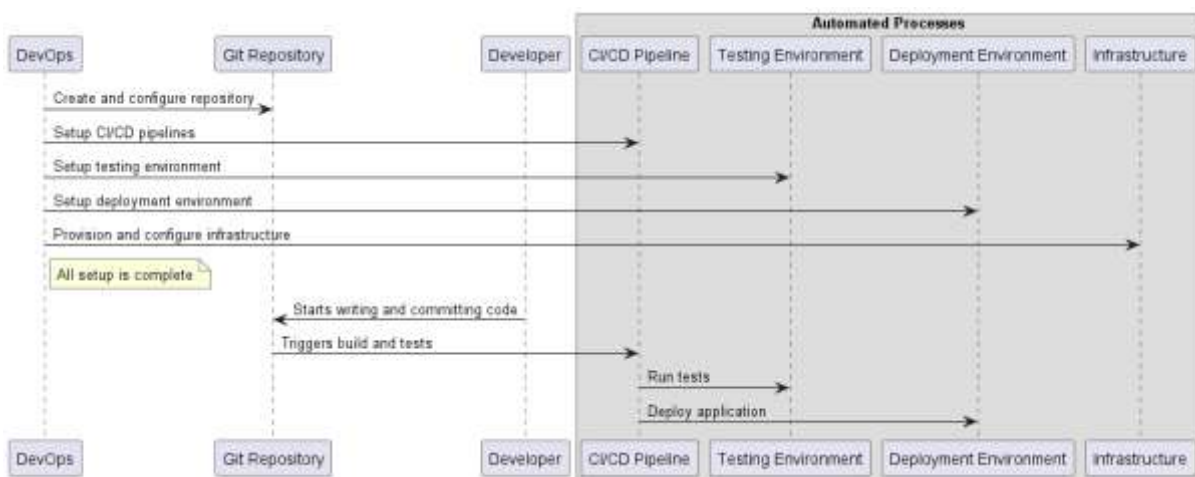 Automated Processes
DevOps
Git Repository
Developer
CI/CD Pipeline
Testing Environment
Deployment Environment
Infrastructure
Create and configure repository
Setup CI/CD pipelines
Setup testing environment
Setup deployment environment
Provision and configure infrastructure
All setup is complete
Starts writing and committing code
Triggers build and tests
Run tests
Deploy application
DevOps
Git Repository
Developer
CI/CD Pipeline
Testing Environment
Deployment Environment
Infrastructure